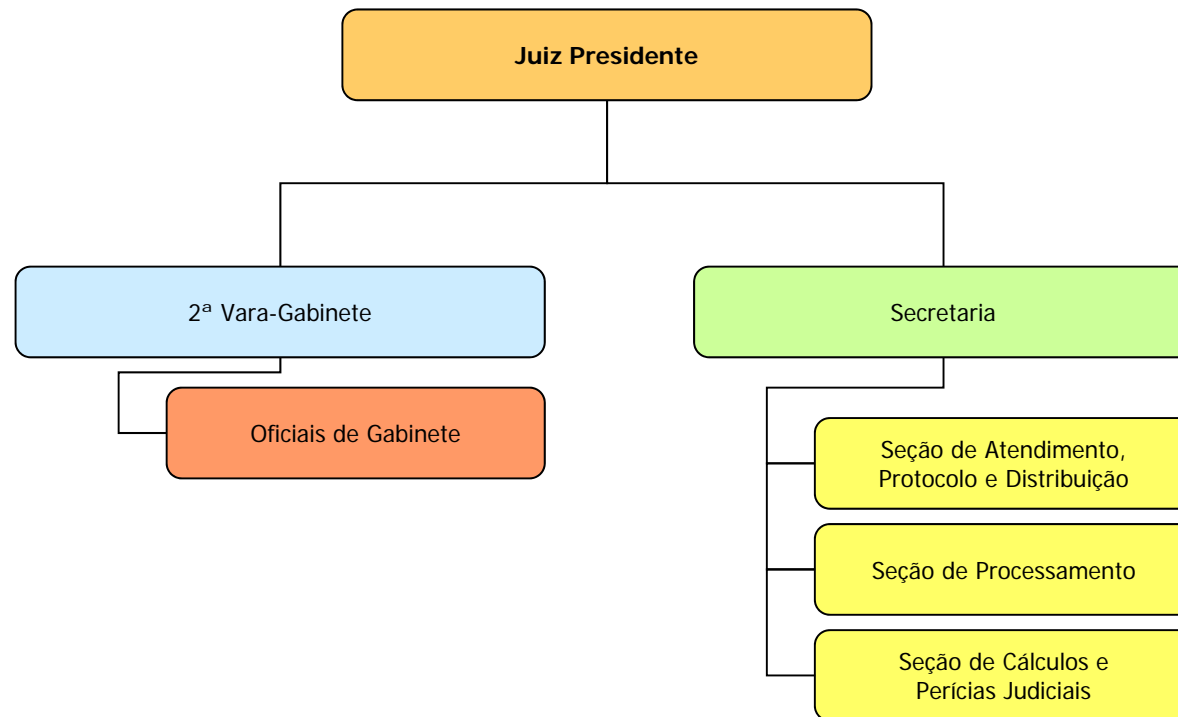 Juiz Presidente
2ª Vara-Gabinete
Secretaria
Oficiais de Gabinete
Seção de Atendimento,
Protocolo e Distribuição
Seção de Processamento
Seção de Cálculos e
Perícias Judiciais